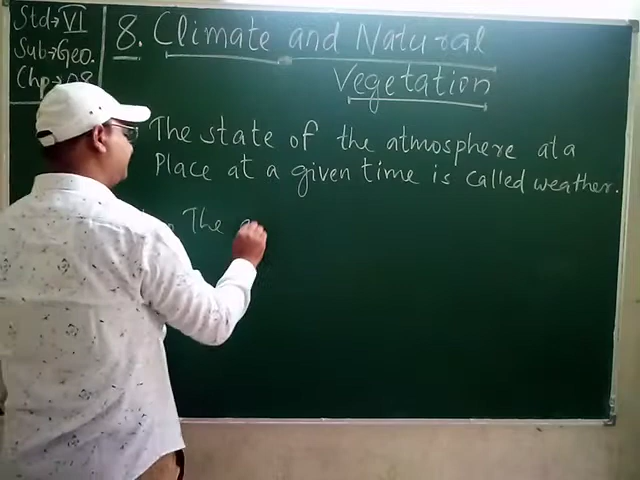 Std→VI
Sub→Geo.
Chp→08
8. Climate and Natural
Vegetation
The state of the atmosphere at a
Place at a given time is called weather.
The